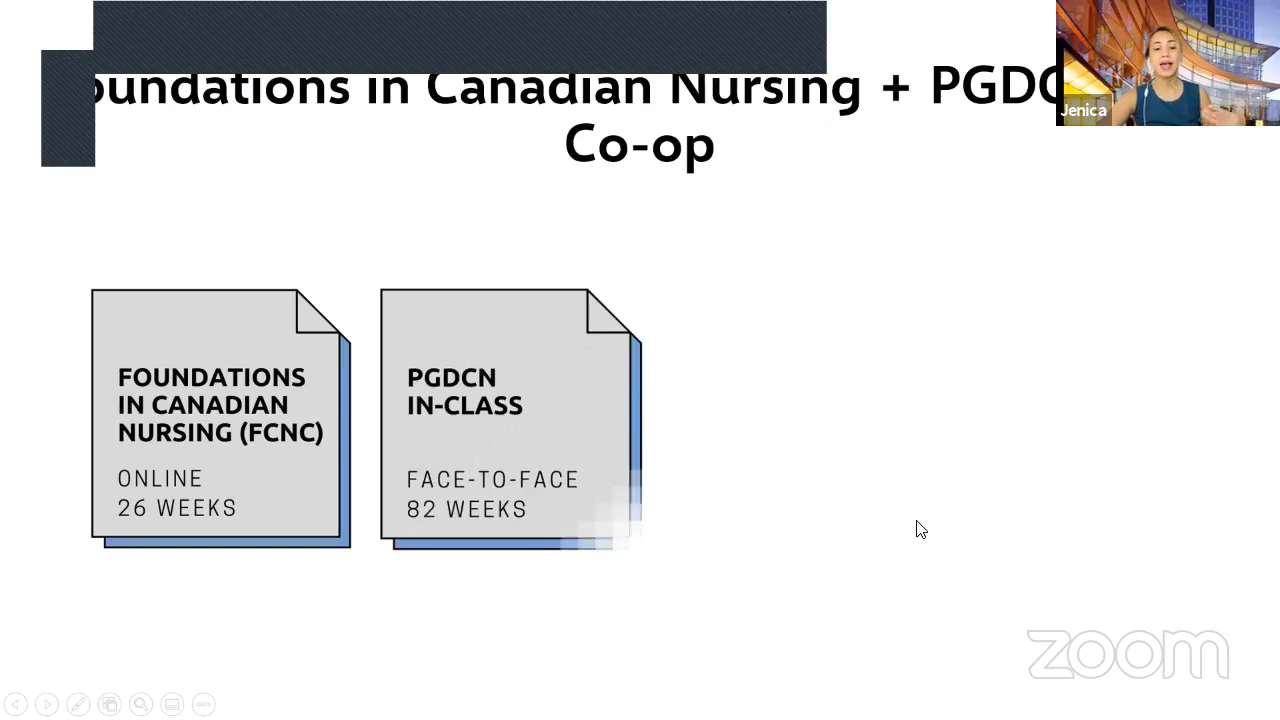 oundations in Canadian Nursing + PGDC
Co-op
Jenica
FOUNDATIONS
IN CANADIAN
NURSING (FCNC)
ONLINE
26 WEEKS
PGDCN
IN-CLASS
FACE-TO-FACE
82 WEEKS
zoom